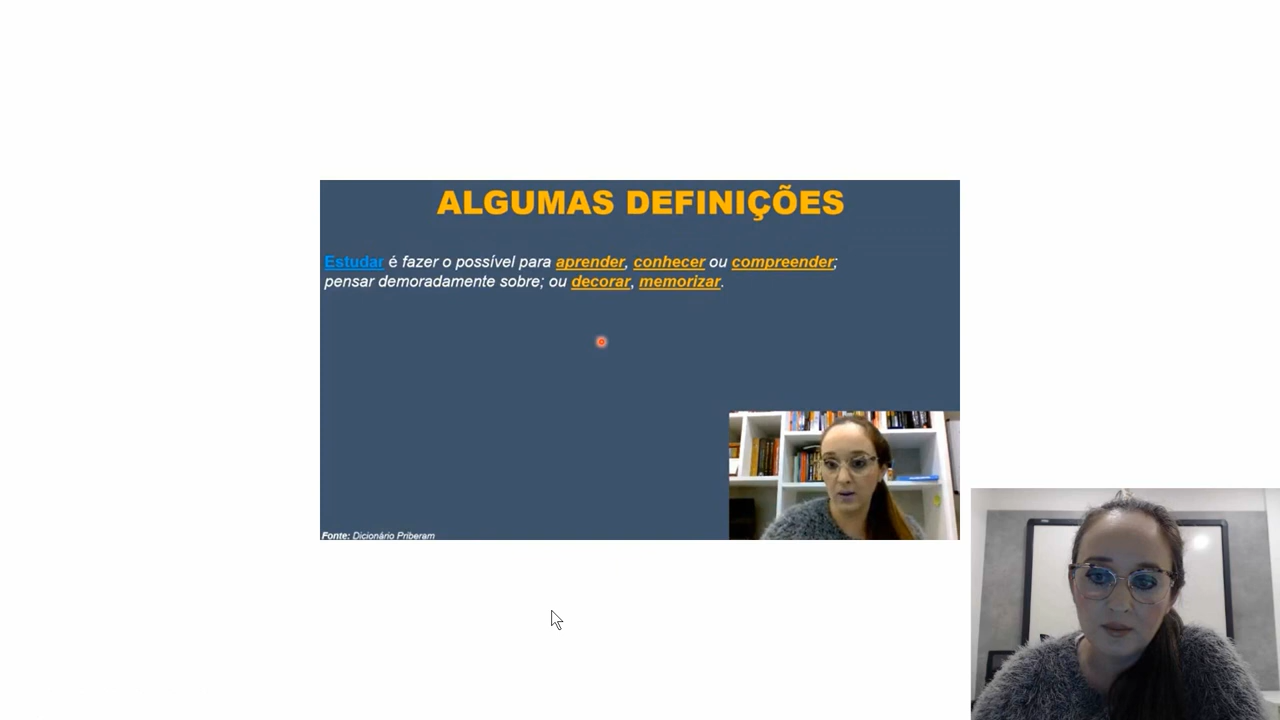 ALGUMAS DEFINIÇÕES
Estudar é fazer o possível para aprender, conhecer ou compreender;
pensar demoradamente sobre; ou decorar, memorizar.
Fonte: Dicionário Priberam